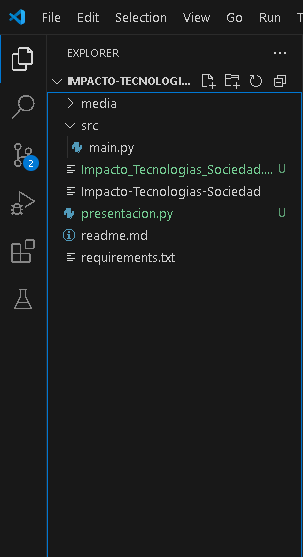 File Edit Selection View Go Run T
EXPLORER ...
IMPACTO-TECNOLOGI...
media
src
main.py
Impacto_Tecnologias_Sociedad.... U
Impacto-Tecnologias-Sociedad
presentacion.py U
readme.md
requirements.txt
2